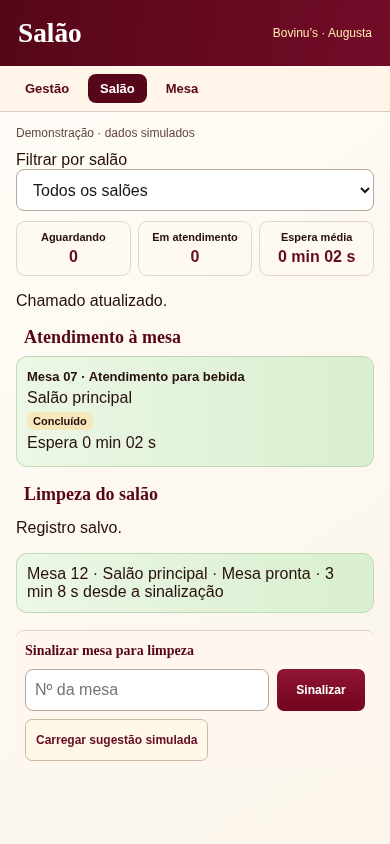 Salão
Bovinu's · Augusta
Gestão
Salão
Mesa
Demonstração · dados simulados
Filtrar por salão
Todos os salões
Aguardando
0
Em atendimento
0
Espera média
0 min 02 s
Chamado atualizado.
Atendimento à mesa
Mesa 07 · Atendimento para bebida
Salão principal
Concluído
Espera 0 min 02 s
Limpeza do salão
Registro salvo.
Mesa 12 · Salão principal · Mesa pronta · 3
min 8 s desde a sinalização
Sinalizar mesa para limpeza
Nº da mesa
Sinalizar
Carregar sugestão simulada